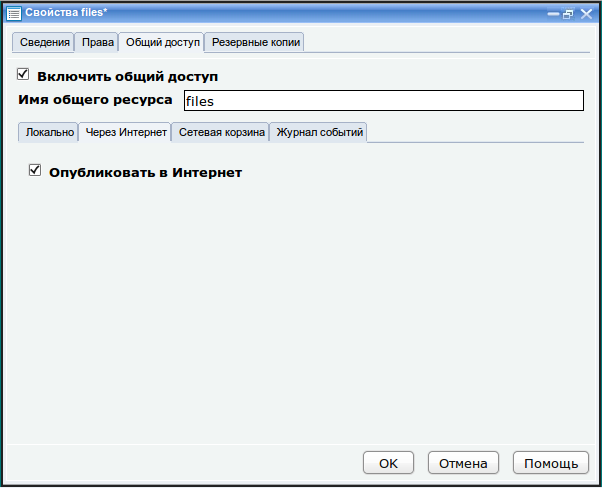 Свойства files*
Сведения Права Общий доступ Резервные копии
Включить общий доступ
Имя общего ресурса files
Локально Через Интернет Сетевая корзина Журнал событий
Опубликовать в Интернет
OK Отмена Помощь